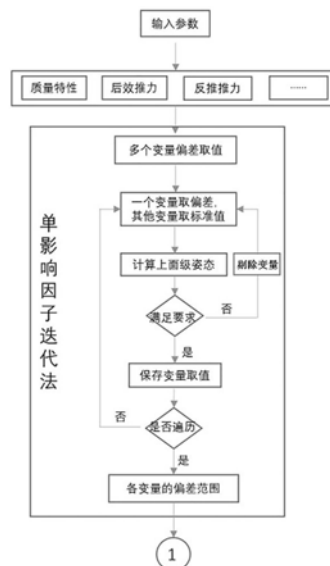 输入参数
质量特性
后效推力
反推推力
......
多个变量偏差取值
一个变量取偏差,
其他变量取标准值
单影响因子迭代法
计算上面级姿态
剔除变量
满足要求
否
是
保存变量取值
否
是否遍历
是
各变量的偏差范围
1